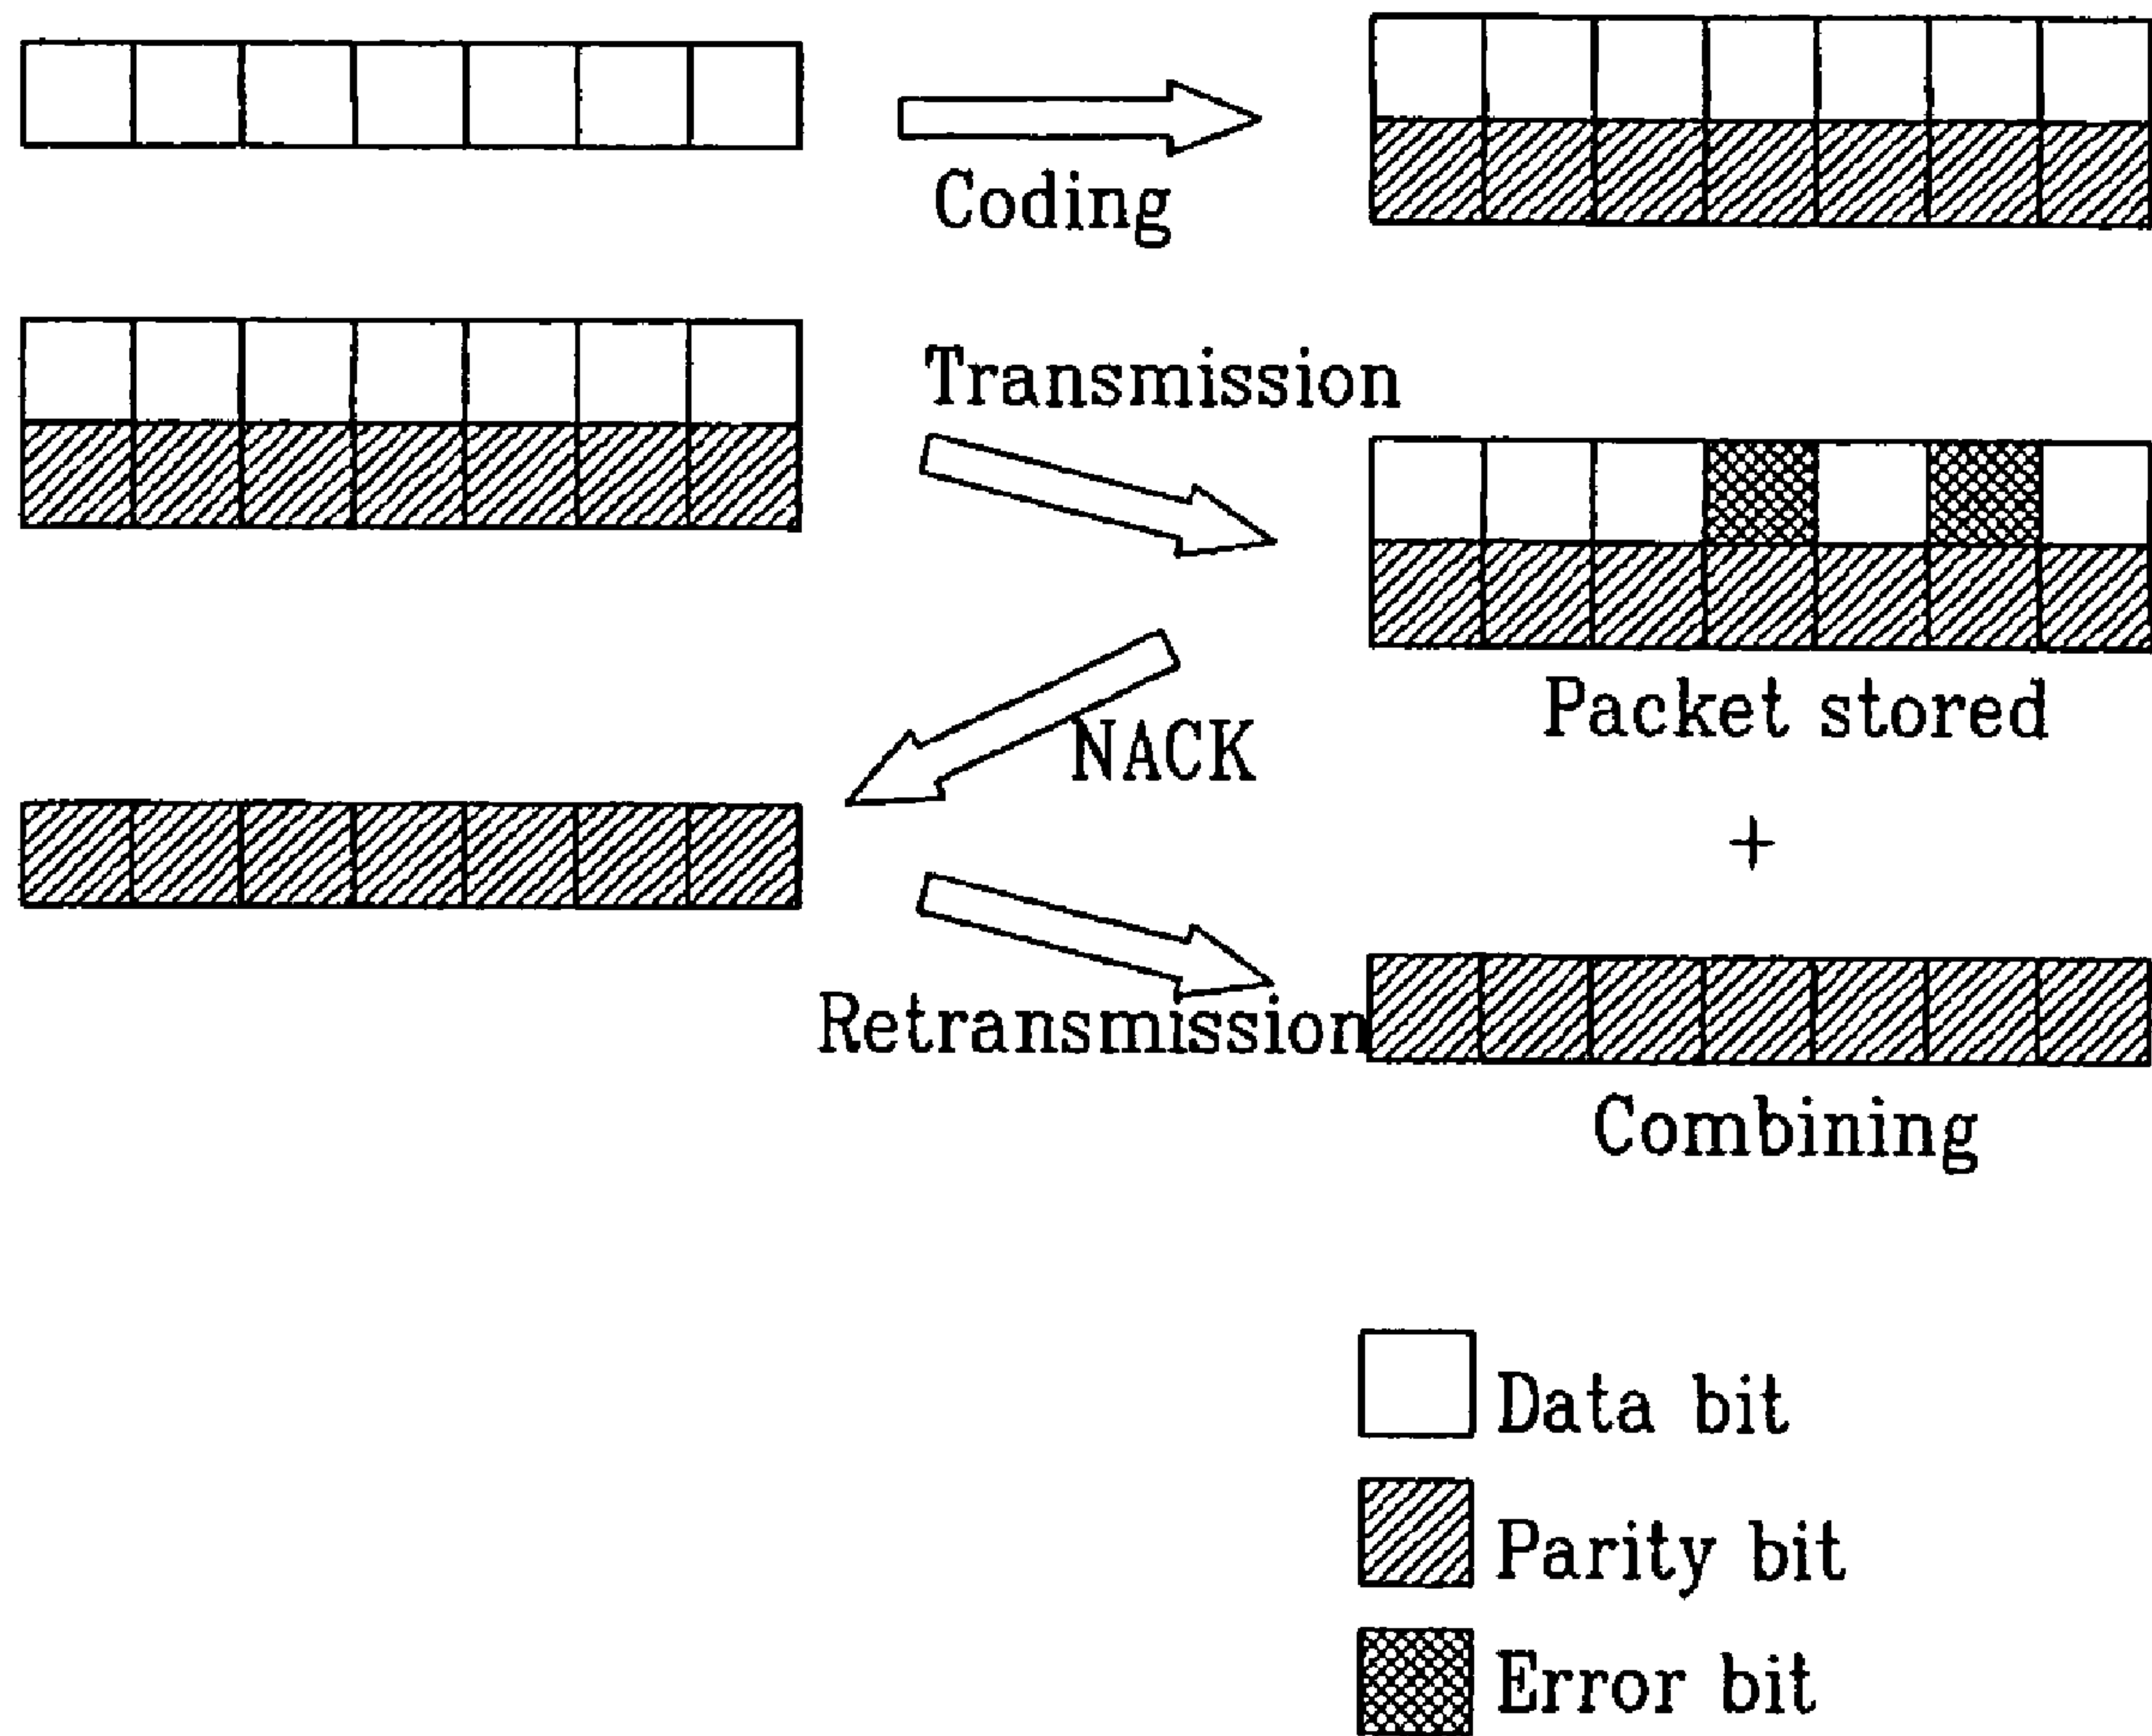 Coding
Transmission
Packet stored
NACK
+
Retransmission
Combining
Data bit
Parity bit
Error bit